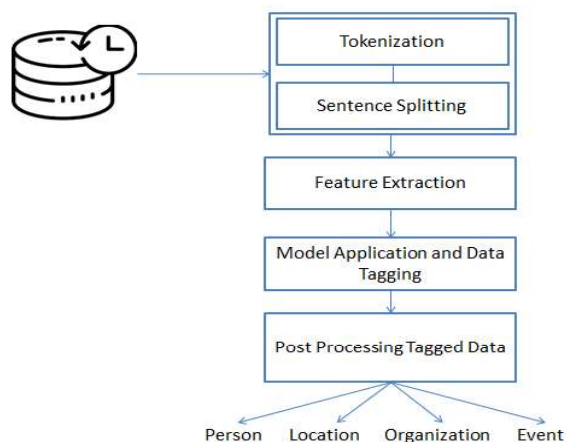 Tokenization
Sentence Splitting
Feature Extraction
Model Application and Data
Tagging
Post Processing Tagged Data
Person Location Organization Event